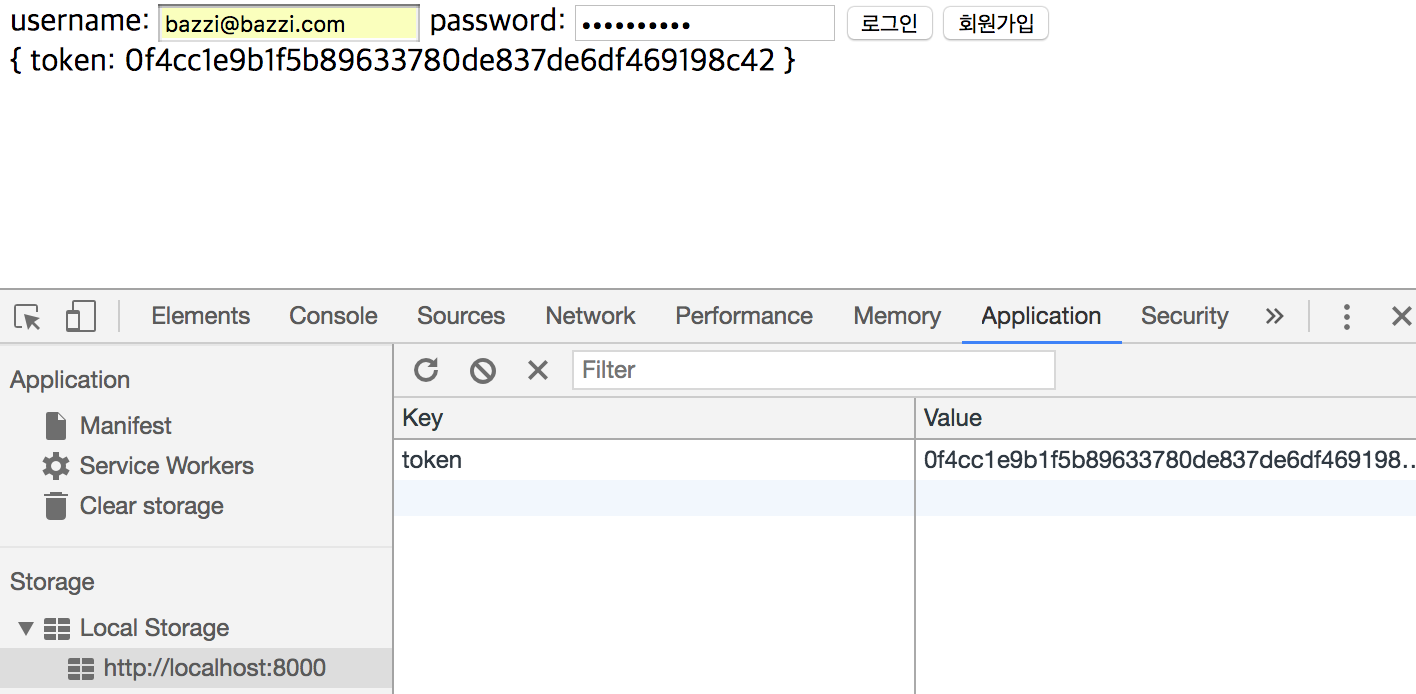 username: bazzi@bazzi.com password: •••••••••• 로그인 회원가입
{ token: 0f4cc1e9b1f5b89633780de837de6df469198c42 }
Elements Console Sources Network Performance Memory Application Security
Application
Manifest
Service Workers
Clear storage
Storage
Local Storage
http://localhost:8000
Filter
Key Value
token 0f4cc1e9b1f5b89633780de837de6df469198…